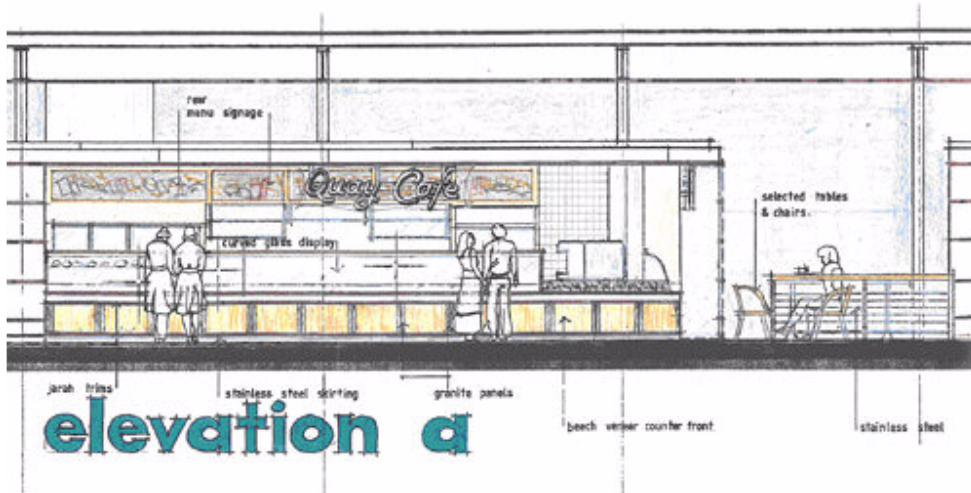 rear
menu signage
Quay Café
selected tables
& chairs.
curved glass display
jarah trims
stainless steel skirting
granite panels
beech veneer counter front
stainless steel
elevation a